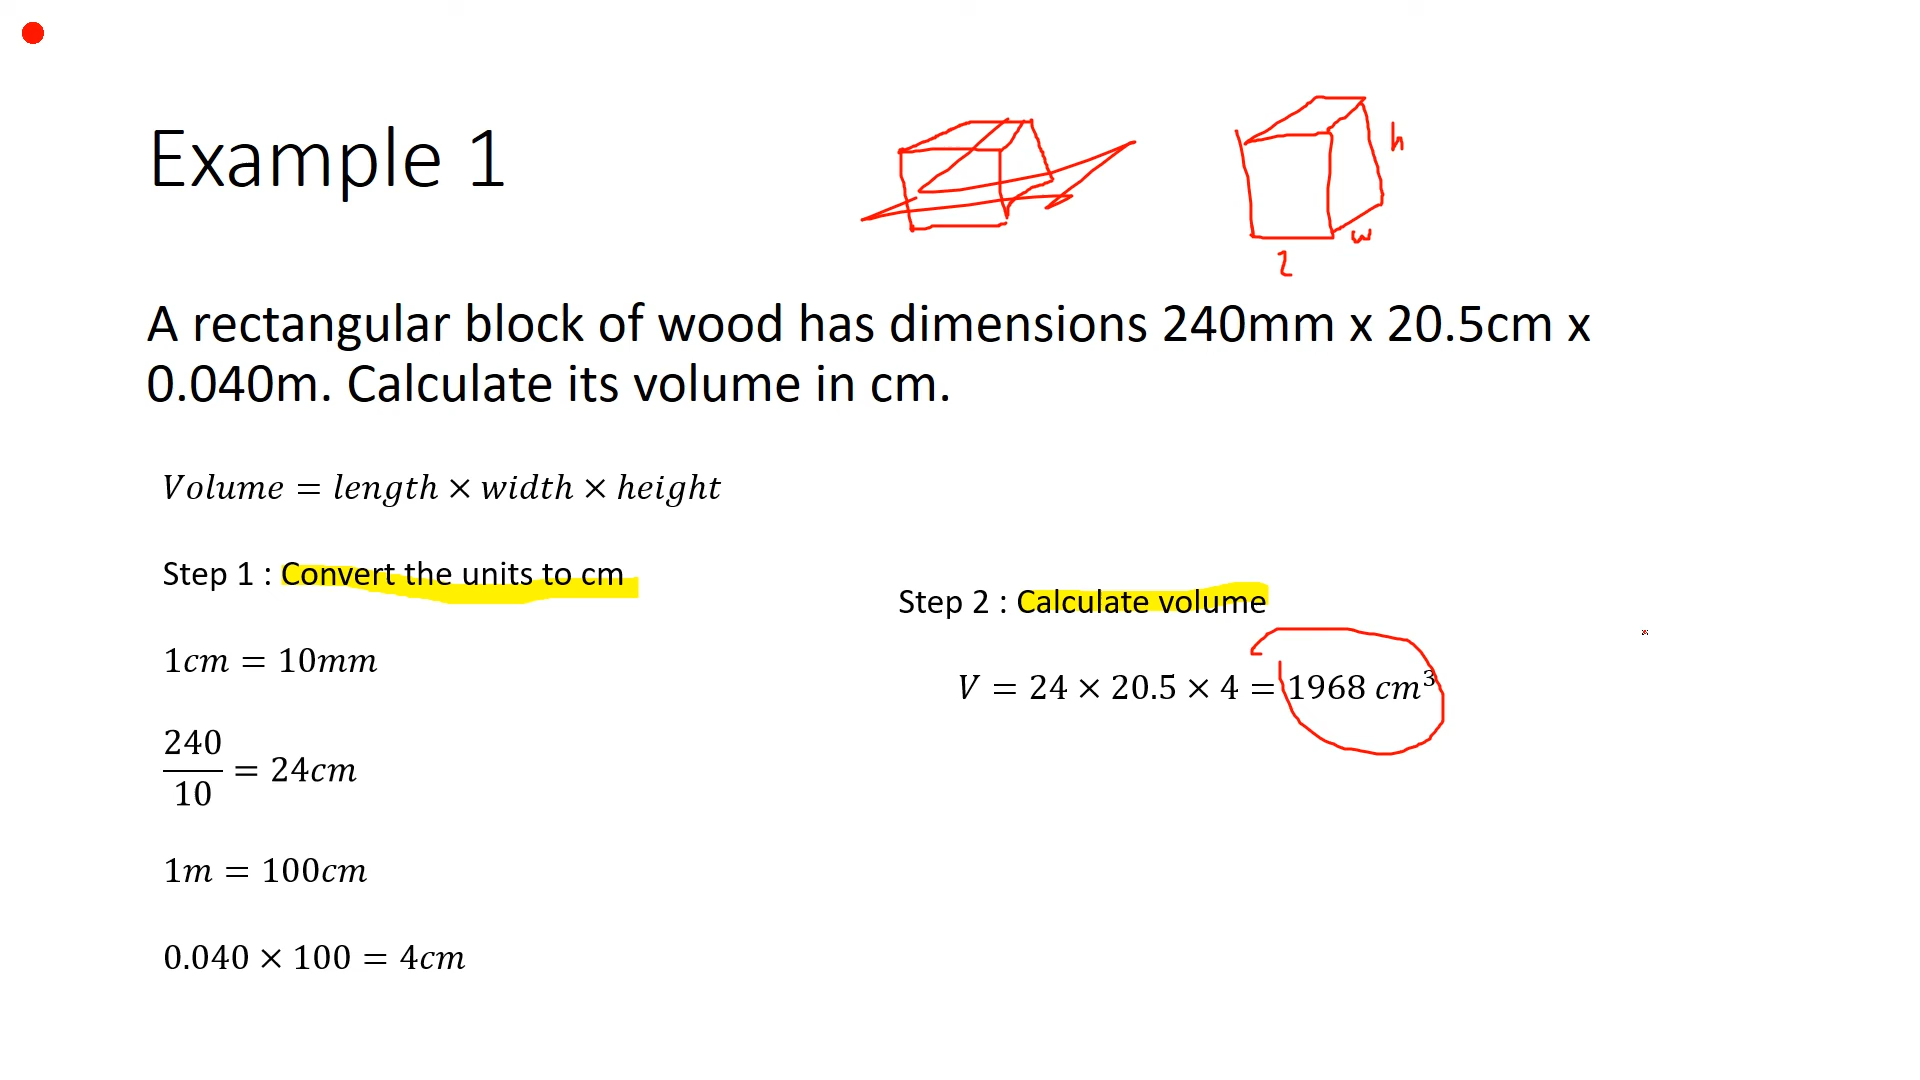 Example 1
h
w
l
A rectangular block of wood has dimensions 240mm x 20.5cm x
0.040m. Calculate its volume in cm.
Volume = length × width × height
Step 1 : Convert the units to cm
1cm = 10mm
240/10 = 24cm
1m = 100cm
0.040 × 100 = 4cm
Step 2 : Calculate volume
V = 24 × 20.5 × 4 = 1968 cm³